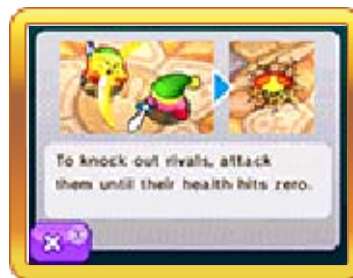 To knock out rivals, attack
them until their health hits zero.